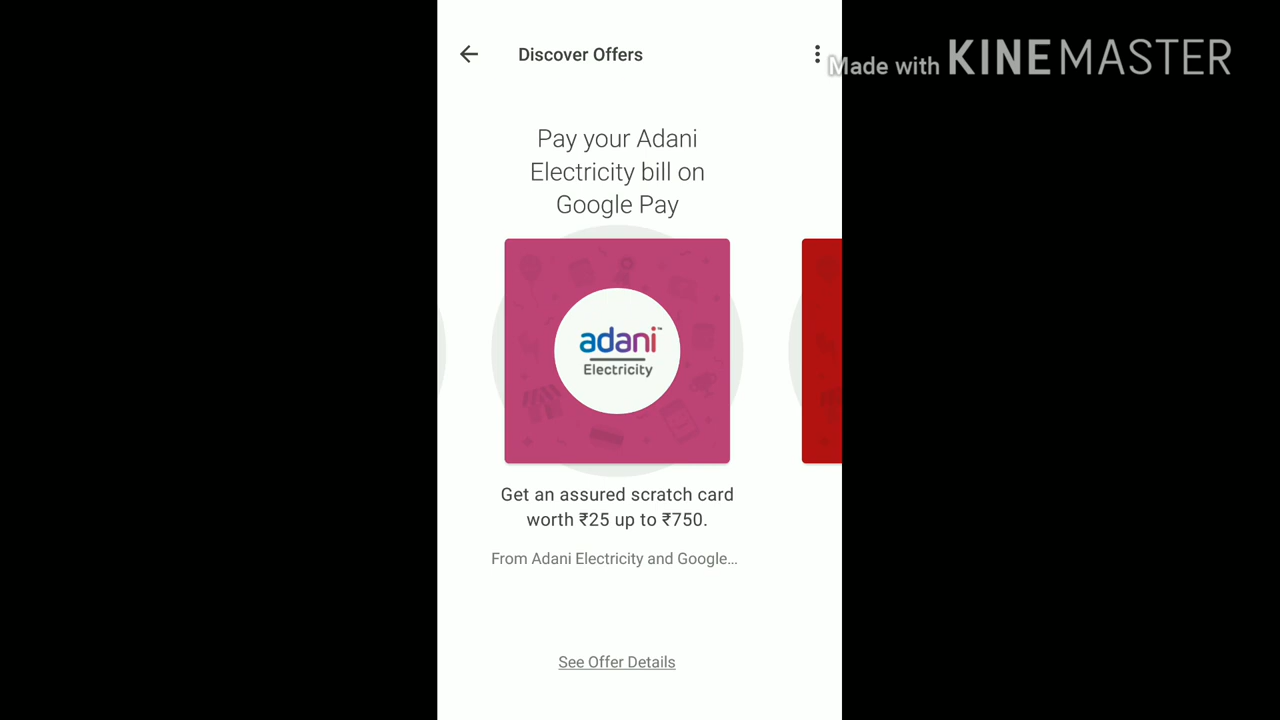 Discover Offers
Made with KINEMASTER
Pay your Adani
Electricity bill on
Google Pay
adani™
Electricity
Get an assured scratch card
worth ₹25 up to ₹750.
From Adani Electricity and Google...
See Offer Details